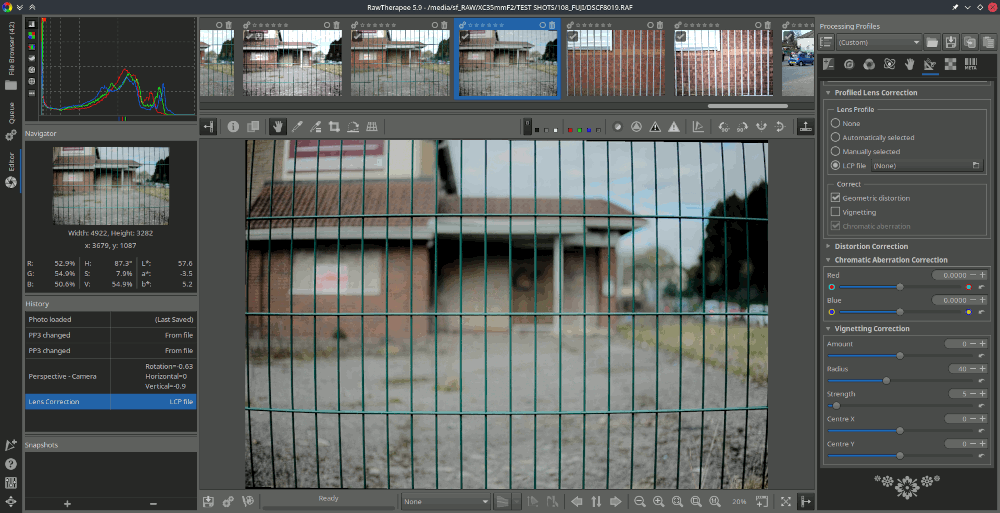 RawTherapee 5.9 - /media/sf_RAW/XC35mmF2/TEST SHOTS/108_FUJI/DSCF8019.RAF
File Browser (42)
Queue
Editor
Navigator
Width: 4922, Height: 3282
x: 3679, y: 1087
R: 52.9% H: 87.3° L*: 57.6
G: 54.9% S: 7.9% a*: -3.5
B: 50.6% V: 54.9% b*: 5.2
History
Photo loaded (Last Saved)
PP3 changed From file
PP3 changed From file
Perspective - Camera Rotation=-0.63
Horizontal=0
Vertical=-0.9
Lens Correction LCP file
Snapshots
Ready
None
20%
Processing Profiles
(Custom)
META
Profiled Lens Correction
Lens Profile
None
Automatically selected
Manually selected
LCP file (None)
Correct
Geometric distortion
Vignetting
Chromatic aberration
Distortion Correction
Chromatic Aberration Correction
Red 0.0000
Blue 0.0000
Vignetting Correction
Amount 0
Radius 40
Strength 5
Centre X 0
Centre Y 0